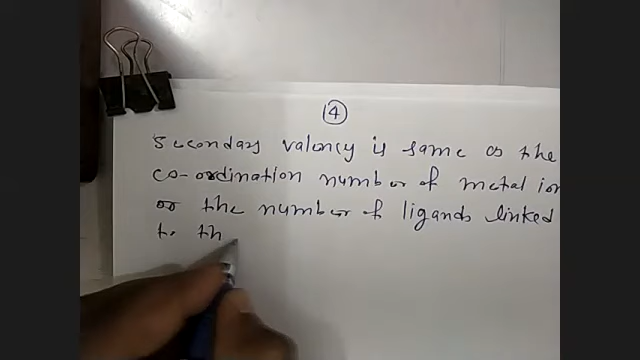 4
Secondary valency is same as the
co-ordination number of metal ion
or the number of ligands linked
to th